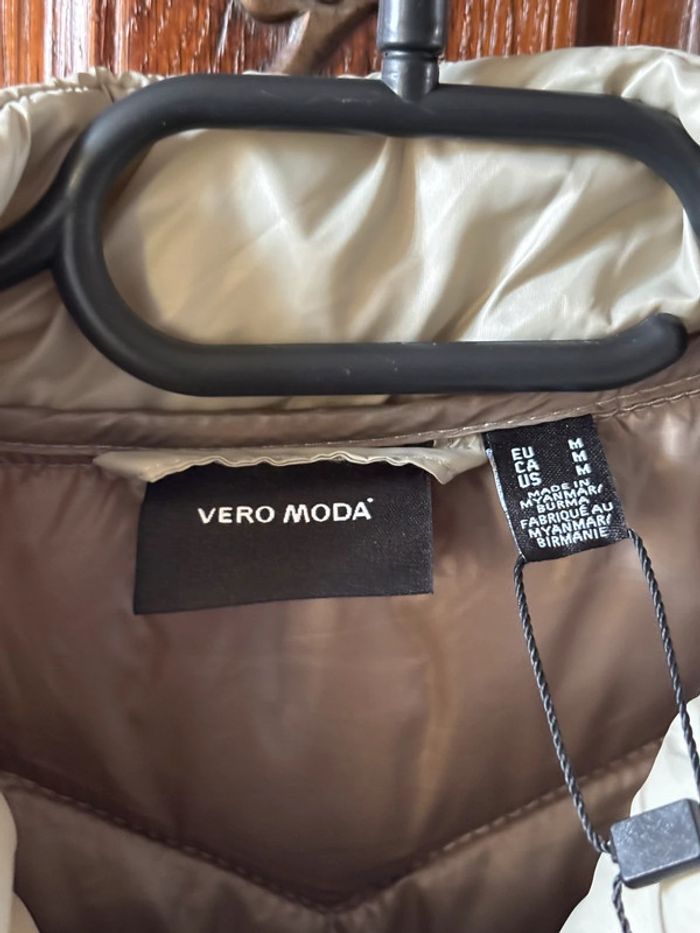 VERO MODA
EU M
CA M
US M
MADE IN
MYANMAR/
BURMA
FABRIQUÉ AU
MYANMAR/
BIRMANIE